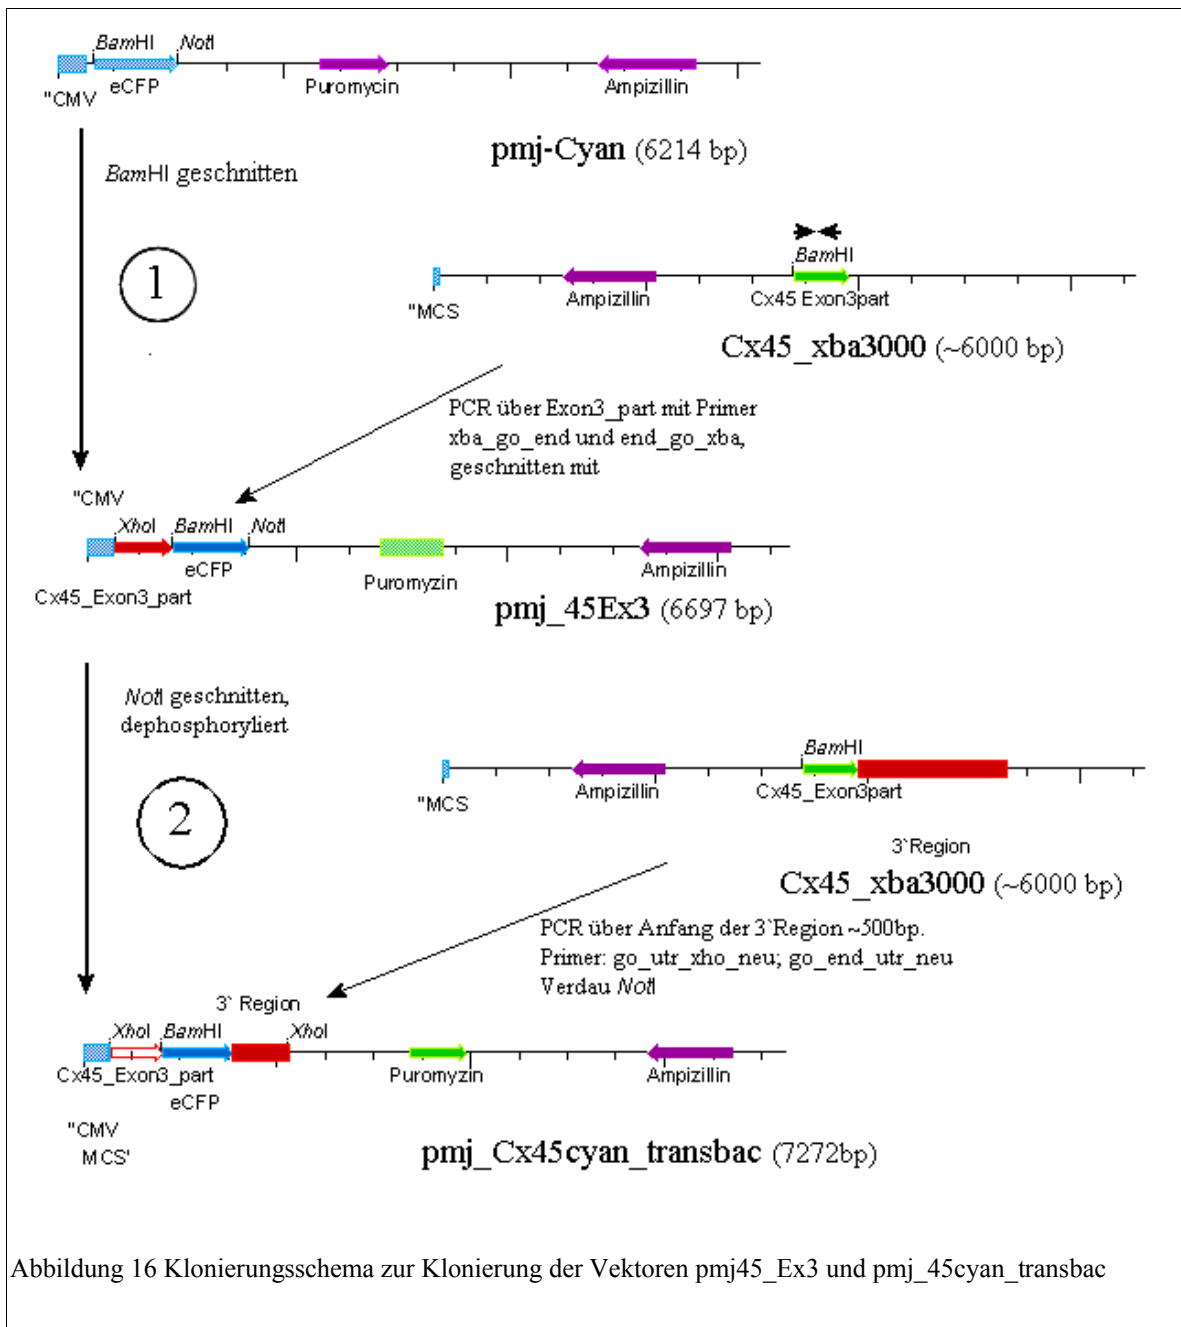 BamHI NotI
"CMV eCFP Puromycin Ampizillin
pmj-Cyan (6214 bp)
BamHI geschnitten
1
BamHI
"MCS Ampizillin Cx45 Exon3part
Cx45_xba3000 (~6000 bp)
PCR über Exon3_part mit Primer
xba_go_end und end_go_xba,
geschnitten mit
"CMV
XhoI BamHI NotI
eCFP Puromyzin Ampizillin
Cx45_Exon3_part
pmj_45Ex3 (6697 bp)
NotI geschnitten,
dephosphoryliert
2
BamHI
"MCS Ampizillin Cx45_Exon3part
3`Region
Cx45_xba3000 (~6000 bp)
PCR über Anfang der 3`Region ~500bp.
Primer: go_utr_xho_neu; go_end_utr_neu
Verdau NotI
3` Region
XhoI BamHI XhoI
Cx45_Exon3_part Puromyzin Ampizillin
eCFP
"CMV
MCS'
pmj_Cx45cyan_transbac (7272bp)
Abbildung 16 Klonierungsschema zur Klonierung der Vektoren pmj45_Ex3 und pmj_45cyan_transbac